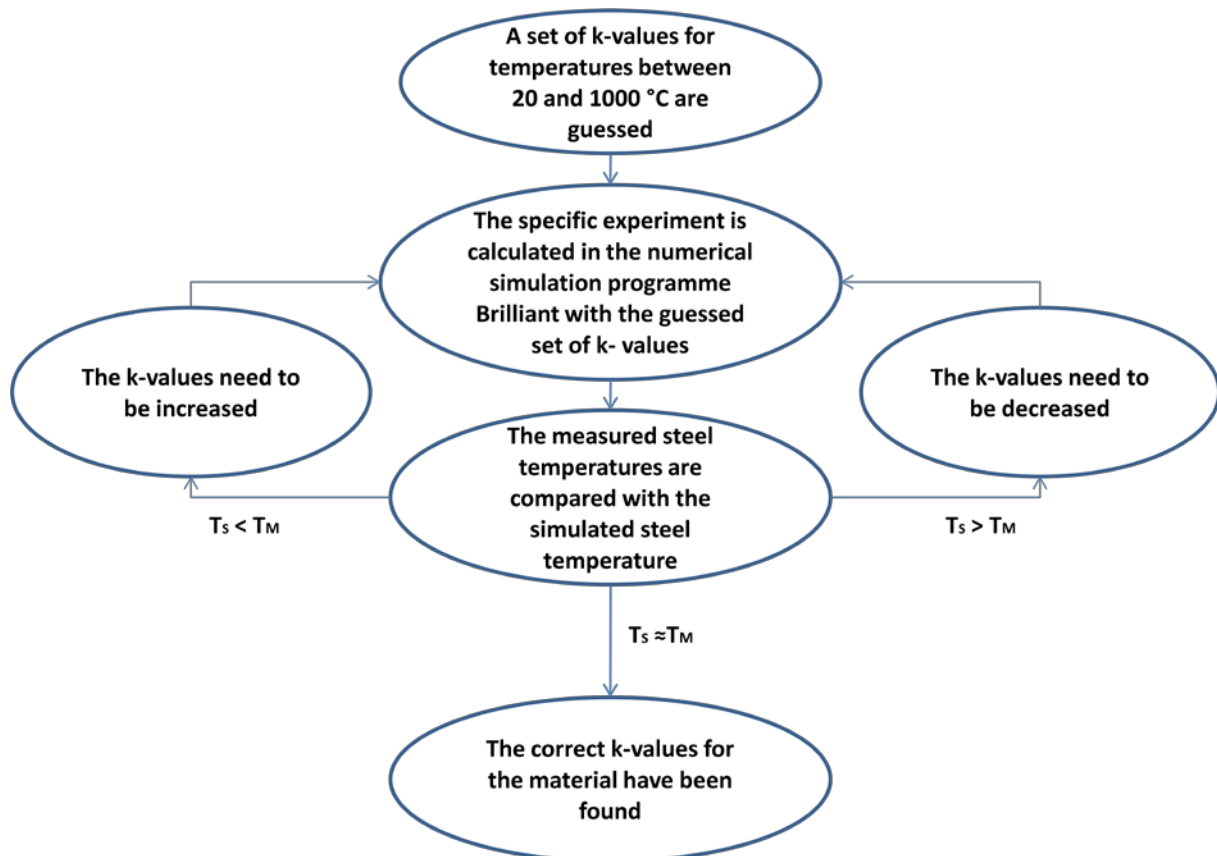 A set of k-values for
temperatures between
20 and 1000 °C are
guessed
The specific experiment is
calculated in the numerical
simulation programme
Brilliant with the guessed
set of k- values
The k-values need to
be increased
The k-values need to
be decreased
The measured steel
temperatures are
compared with the
simulated steel
temperature
Ts < TM
Ts > TM
Ts ≈TM
The correct k-values for
the material have been
found